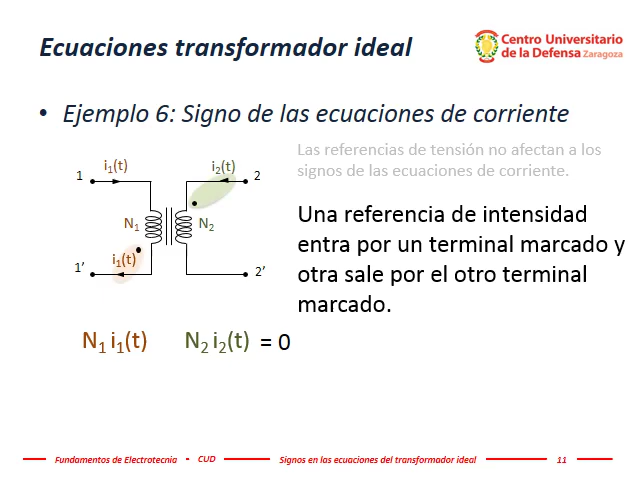 Ecuaciones transformador ideal
Centro Universitario
de la Defensa Zaragoza
• Ejemplo 6: Signo de las ecuaciones de corriente
Las referencias de tensión no afectan a los
signos de las ecuaciones de corriente.
1 i₁(t) i₂(t) 2
N₁ N₂
1' i₁(t) 2'
Una referencia de intensidad
entra por un terminal marcado y
otra sale por el otro terminal
marcado.
N₁ i₁(t) N₂ i₂(t) = 0
Fundamentos de Electrotecnia - CUD Signos en las ecuaciones del transformador ideal 11